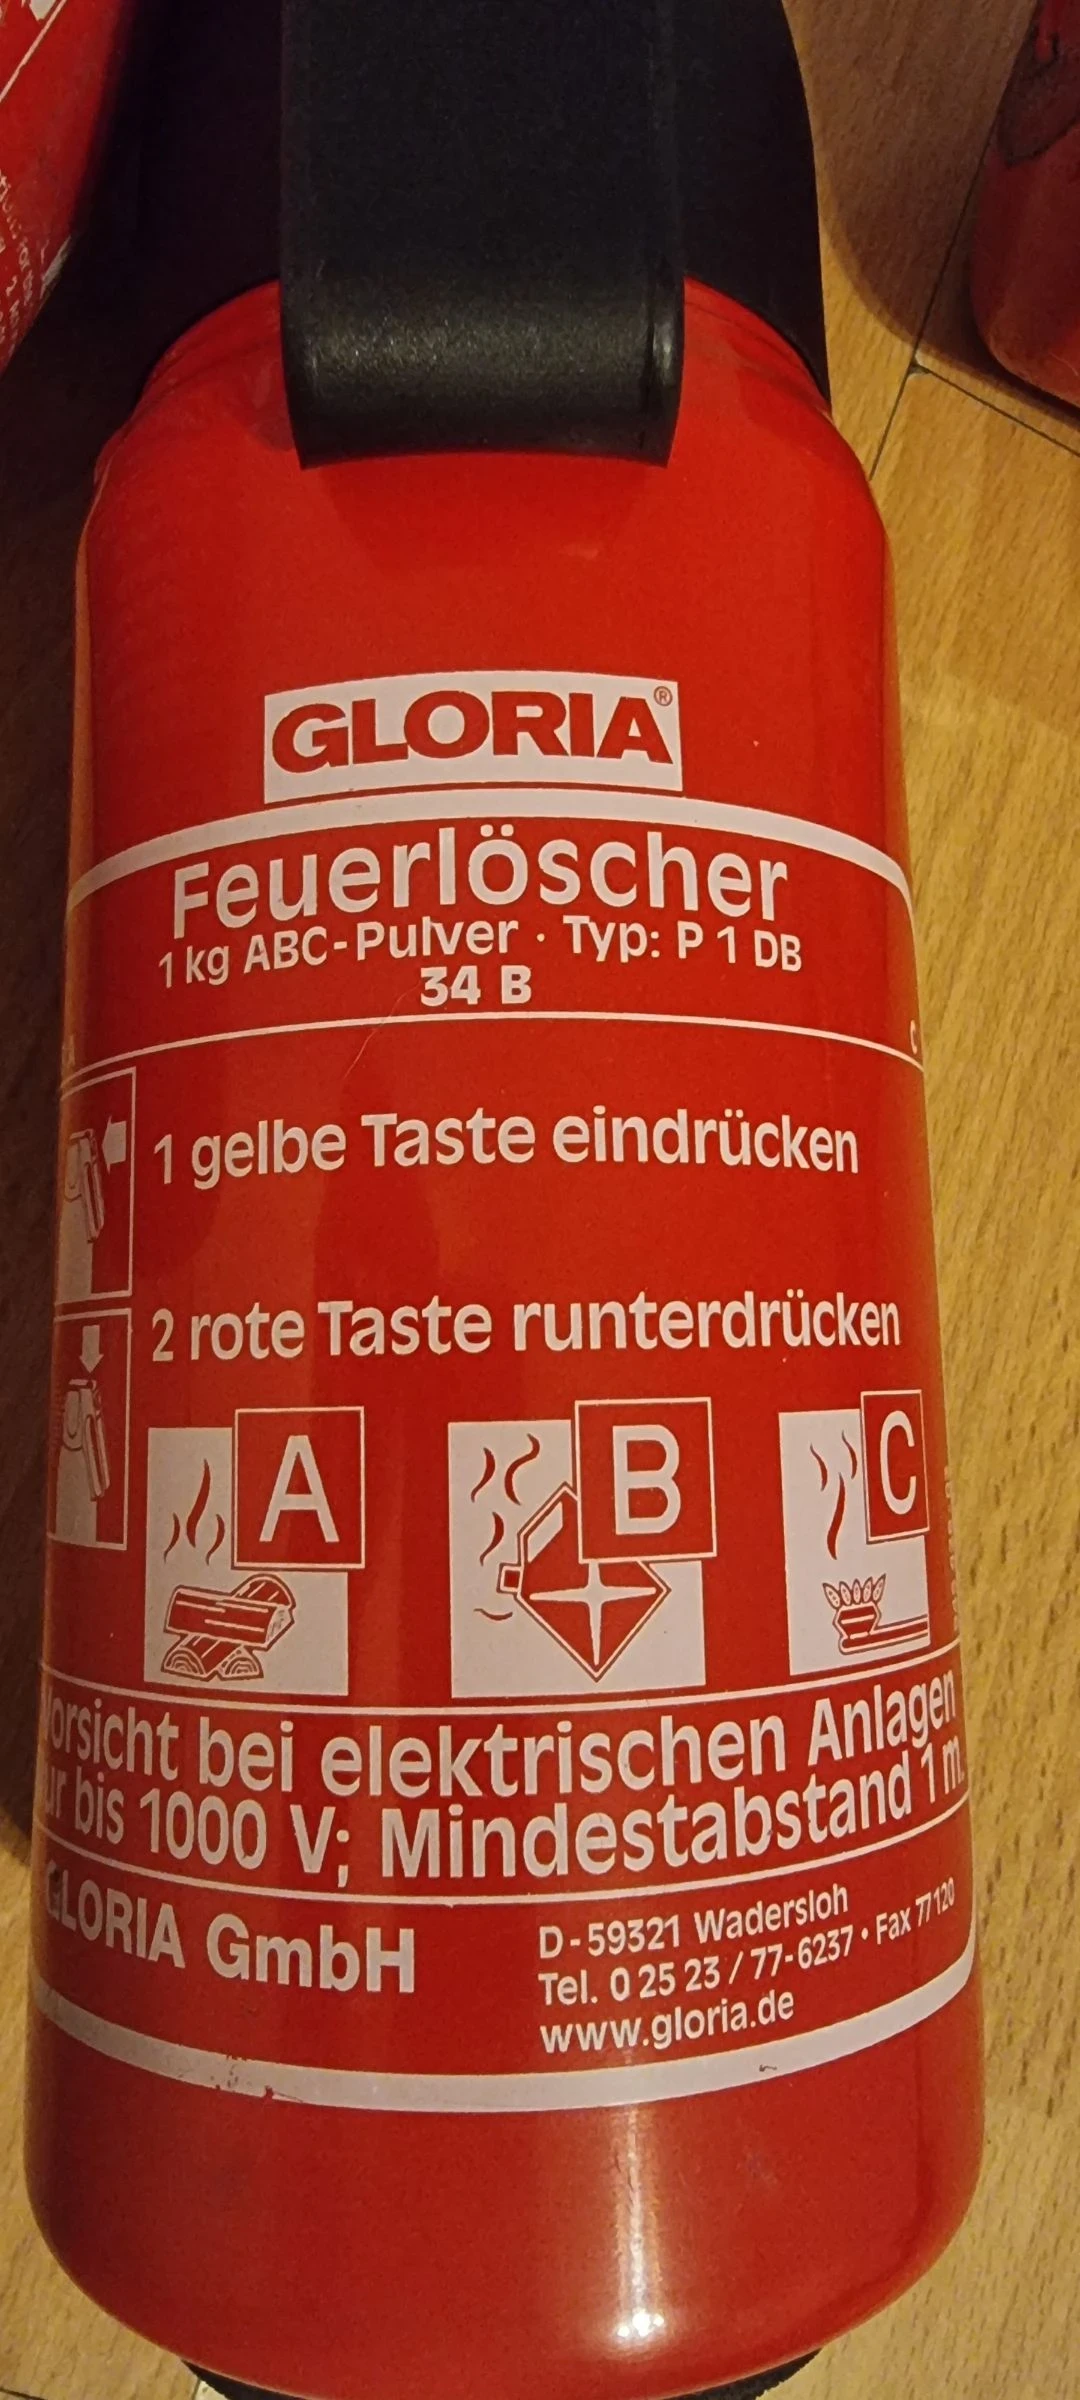 GLORIA®
Feuerlöscher
1 kg ABC-Pulver · Typ: P 1 DB
34 B
1 gelbe Taste eindrücken
2 rote Taste runterdrücken
A B C
Vorsicht bei elektrischen Anlagen
nur bis 1000 V; Mindestabstand 1 m.
GLORIA GmbH
D-59321 Wadersloh
Tel. 0 25 23 / 77-6237 • Fax 77120
www.gloria.de